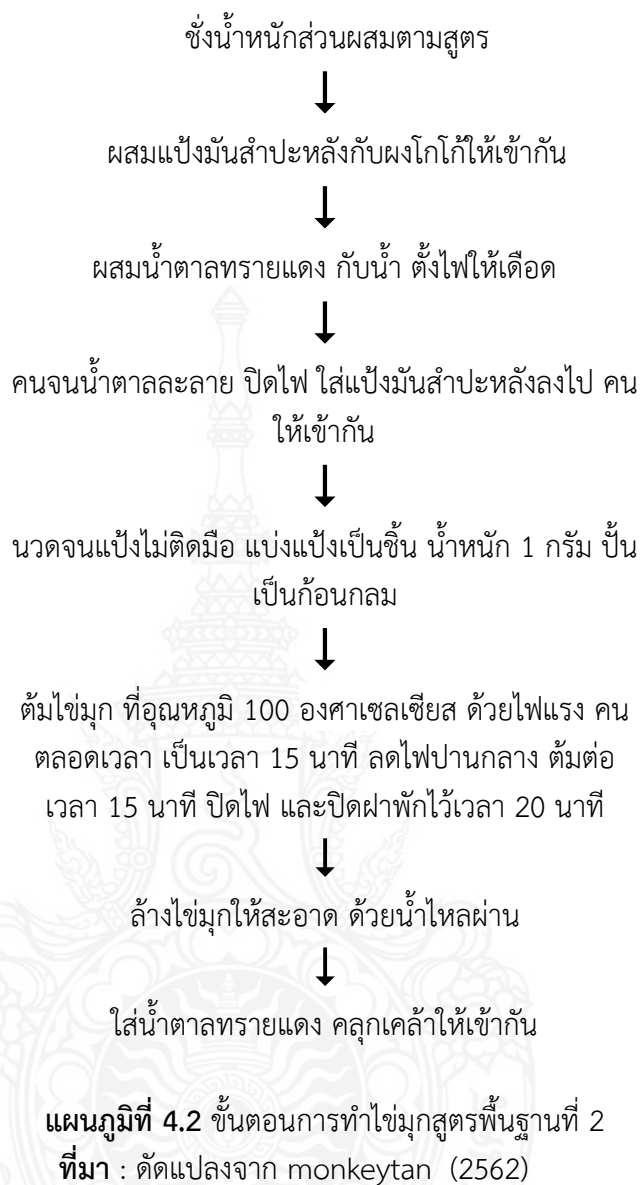 ชั่งน้ำหนักส่วนผสมตามสูตร
ผสมแป้งมันสำปะหลังกับผงโกโก้ให้เข้ากัน
ผสมน้ำตาลทรายแดง กับน้ำ ตั้งไฟให้เดือด
คนจนน้ำตาลละลาย ปิดไฟ ใส่แป้งมันสำปะหลังลงไป คน
ให้เข้ากัน
นวดจนแป้งไม่ติดมือ แบ่งแป้งเป็นชิ้น น้ำหนัก 1 กรัม ปั้น
เป็นก้อนกลม
ต้มไข่มุก ที่อุณหภูมิ 100 องศาเซลเซียส ด้วยไฟแรง คน
ตลอดเวลา เป็นเวลา 15 นาที ลดไฟปานกลาง ต้มต่อ
เวลา 15 นาที ปิดไฟ และปิดฝาพักไว้เวลา 20 นาที
ล้างไข่มุกให้สะอาด ด้วยน้ำไหลผ่าน
ใส่น้ำตาลทรายแดง คลุกเคล้าให้เข้ากัน
แผนภูมิที่ 4.2 ขั้นตอนการทำไข่มุกสูตรพื้นฐานที่ 2
ที่มา : ดัดแปลงจาก monkeytan (2562)